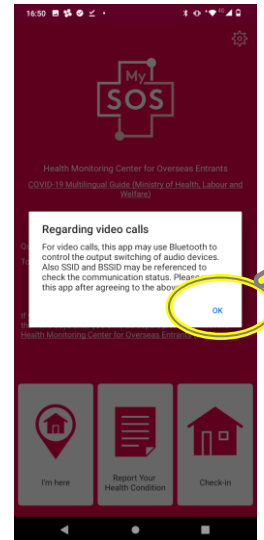 16:50
4G
My
SOS
Health Monitoring Center for Overseas Entrants
COVID-19 Multilingual Guide (Ministry of Health, Labour and
Welfare)
Regarding
video calls
For video calls, this app may use Bluetooth to
control the output switching of audio devices.
Also SSID and BSSID may be referenced to
check the communication status. Please
this app after agreeing to the above
OK
Health Monitoring Center for Overseas Entrants
I'm here
Report Your
Health Condition
Check-in